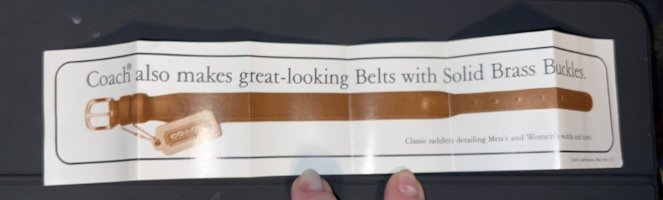 Coach® also makes great-looking Belts with Solid Brass Buckles.
COACH
Classic saddlery detailing Men's and Women's widths and sizes.